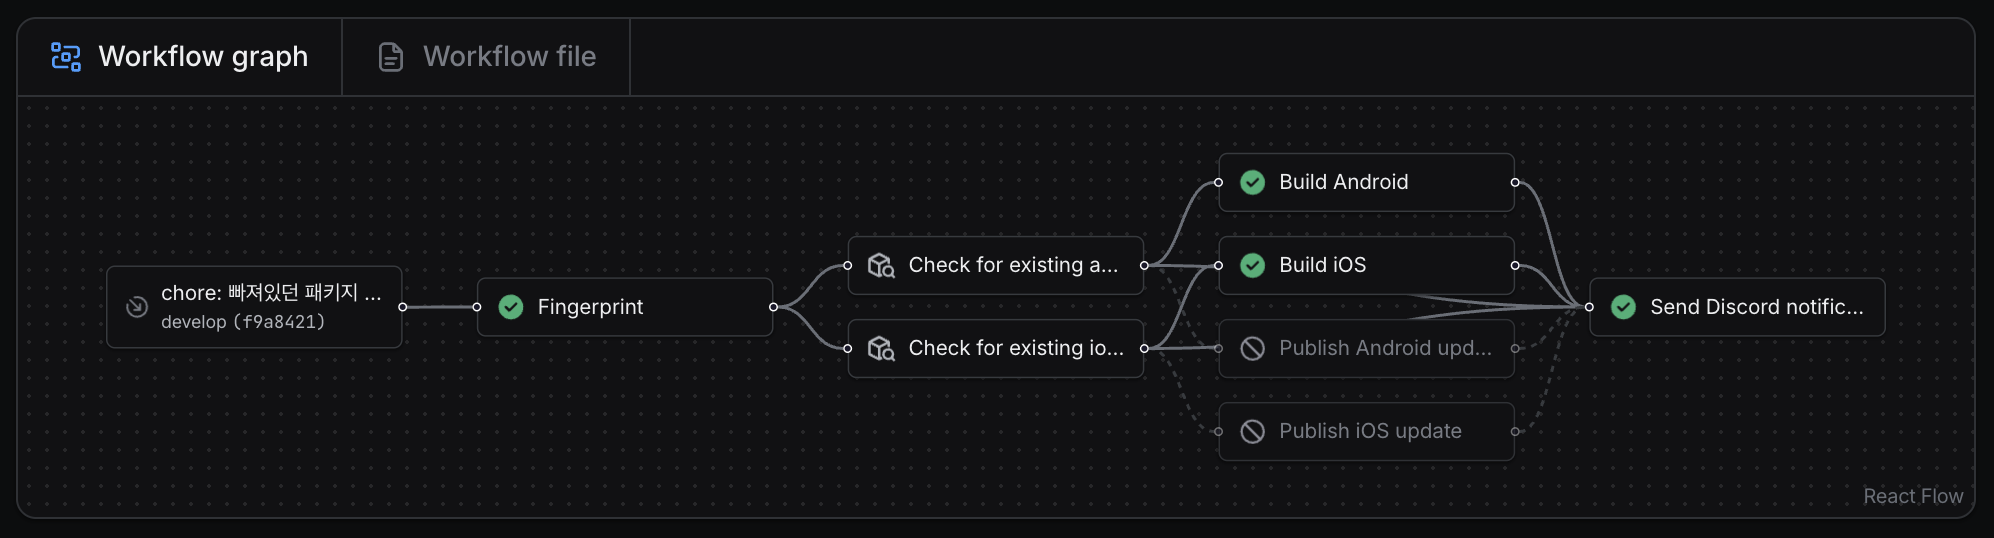 Workflow graph
Workflow file
chore: 빠져있던 패키지 ...
develop (f9a8421)
Fingerprint
Check for existing a...
Check for existing io...
Build Android
Build iOS
Publish Android upd...
Publish iOS update
Send Discord notific...
React Flow